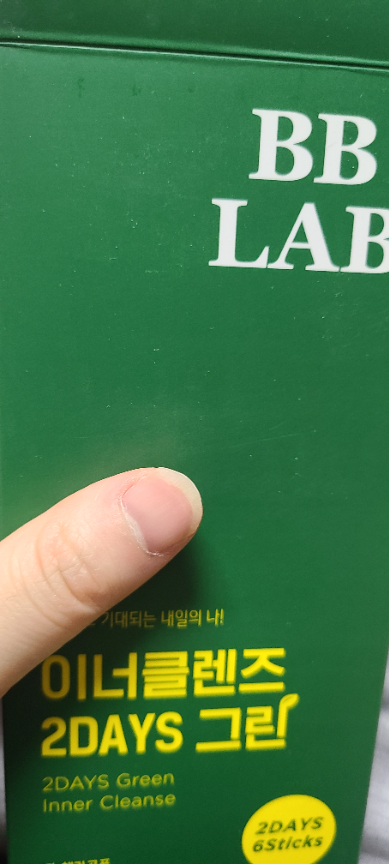 BB
LAB
기대되는 내일의 나!
이너클렌즈
2DAYS 그린
2DAYS Green
Inner Cleanse
2DAYS
6Sticks